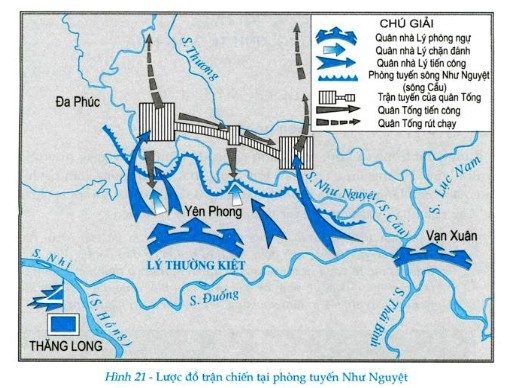 CHÚ GIẢI
Quân nhà Lý phòng ngự
Quân nhà Lý chặn đánh
Quân nhà Lý tiến công
Phòng tuyến sông Như Nguyệt
(sông Cầu)
Trận tuyến của quân Tống
Quân Tống tiến công
Quân Tống rút chạy
S. Thương
Đa Phúc
S. Lục Nam
S. Như Nguyệt (S. Cầu)
Yên Phong
Vạn Xuân
LÝ THƯỜNG KIỆT
S. Nhị
(S. Hồng)
S. Đuống
S. Thái Bình
THĂNG LONG
Hình 21 - Lược đồ trận chiến tại phòng tuyến Như Nguyệt